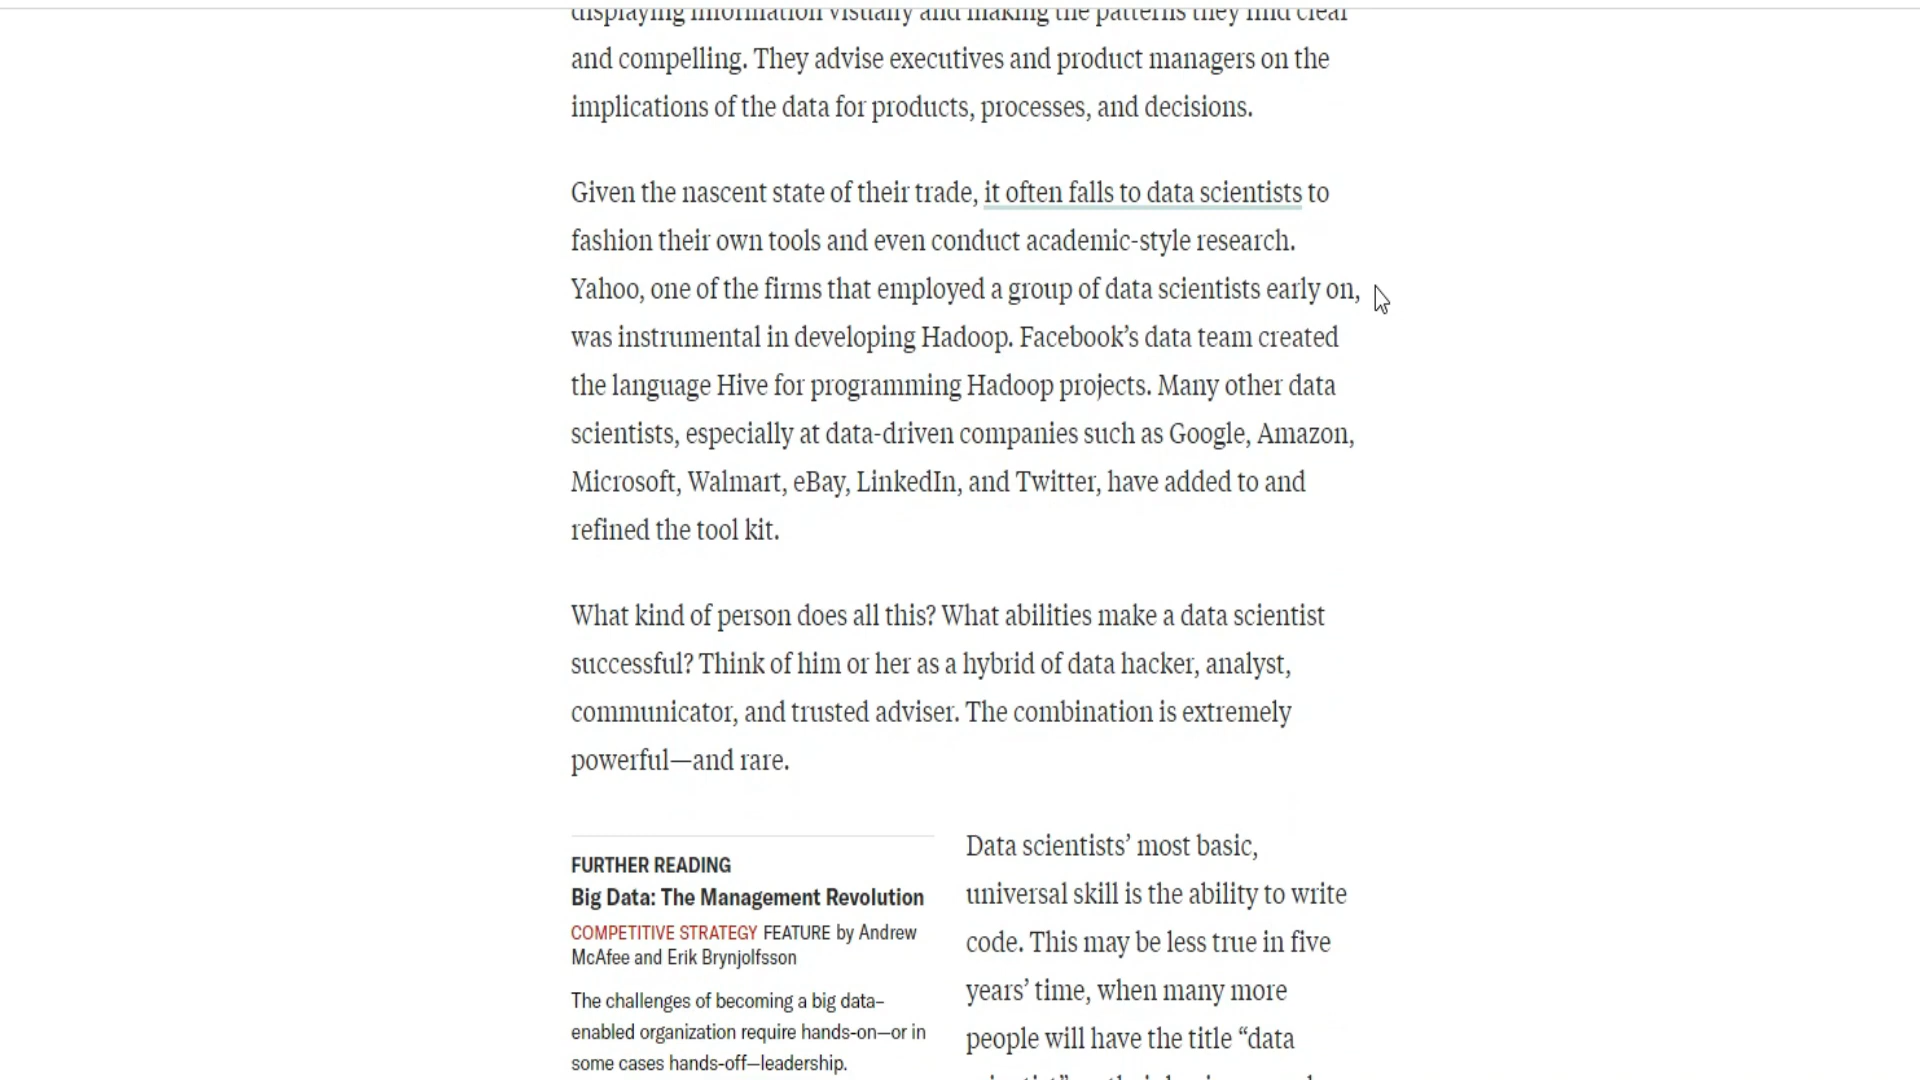 displaying information visually and making the patterns they find clear
and compelling. They advise executives and product managers on the
implications of the data for products, processes, and decisions.
Given the nascent state of their trade, it often falls to data scientists to
fashion their own tools and even conduct academic-style research.
Yahoo, one of the firms that employed a group of data scientists early on,
was instrumental in developing Hadoop. Facebook’s data team created
the language Hive for programming Hadoop projects. Many other data
scientists, especially at data-driven companies such as Google, Amazon,
Microsoft, Walmart, eBay, LinkedIn, and Twitter, have added to and
refined the tool kit.
What kind of person does all this? What abilities make a data scientist
successful? Think of him or her as a hybrid of data hacker, analyst,
communicator, and trusted adviser. The combination is extremely
powerful—and rare.
FURTHER READING
Big Data: The Management Revolution
COMPETITIVE STRATEGY FEATURE by Andrew
McAfee and Erik Brynjolfsson
The challenges of becoming a big data–
enabled organization require hands-on—or in
some cases hands-off—leadership.
Data scientists’ most basic,
universal skill is the ability to write
code. This may be less true in five
years’ time, when many more
people will have the title “data